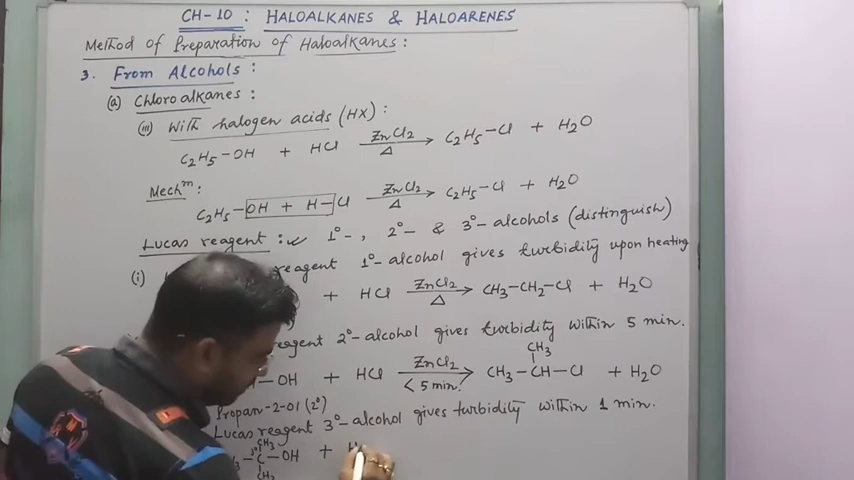 CH-10 : HALOALKANES & HALOARENES
Method of Preparation of Haloalkanes :
3. From Alcohols :
(a) Chloroalkanes :
(iii) With halogen acids (HX) :
C₂H₅-OH + HCl ZnCl₂ → Δ C₂H₅-Cl + H₂O
Mechᵐ :
C₂H₅-OH + H-Cl ZnCl₂ → Δ C₂H₅-Cl + H₂O
Lucas reagent : ✓ 1°-, 2°- & 3°-alcohols (distinguish)
(i) reagent 1°-alcohol gives turbidity upon heating
+ HCl ZnCl₂ → Δ CH₃-CH₂-Cl + H₂O
2°-alcohol gives turbidity within 5 min.
CH₃
-OH + HCl ZnCl₂ → < 5 min. CH₃-CH-Cl + H₂O
Propan-2-ol (2°)
Lucas reagent 3°-alcohol gives turbidity within 1 min.
CH₃
3°
-C-OH + H
CH₃